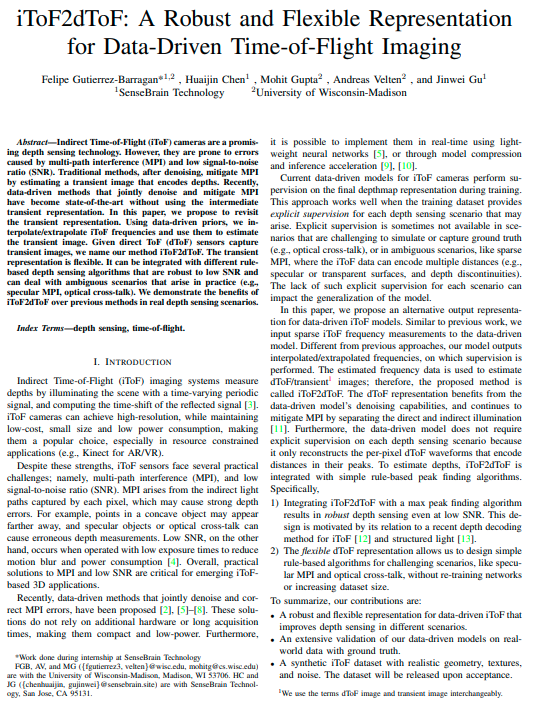 iToF2dToF: A Robust and Flexible Representation
for Data-Driven Time-of-Flight Imaging
Felipe Gutierrez-Barragan*1,2 , Huaijin Chen1 , Mohit Gupta2 , Andreas Velten2 , and Jinwei Gu1
1SenseBrain Technology 2University of Wisconsin-Madison
Abstract—Indirect Time-of-Flight (iToF) cameras are a promis-
ing depth sensing technology. However, they are prone to errors
caused by multi-path interference (MPI) and low signal-to-noise
ratio (SNR). Traditional methods, after denoising, mitigate MPI
by estimating a transient image that encodes depths. Recently,
data-driven methods that jointly denoise and mitigate MPI
have become state-of-the-art without using the intermediate
transient representation. In this paper, we propose to revisit
the transient representation. Using data-driven priors, we in-
terpolate/extrapolate iToF frequencies and use them to estimate
the transient image. Given direct ToF (dToF) sensors capture
transient images, we name our method iToF2dToF. The transient
representation is flexible. It can be integrated with different rule-
based depth sensing algorithms that are robust to low SNR and
can deal with ambiguous scenarios that arise in practice (e.g.,
specular MPI, optical cross-talk). We demonstrate the benefits of
iToF2dToF over previous methods in real depth sensing scenarios.
Index Terms—depth sensing, time-of-flight.
I. INTRODUCTION
Indirect Time-of-Flight (iToF) imaging systems measure
depths by illuminating the scene with a time-varying periodic
signal, and computing the time-shift of the reflected signal [3].
iToF cameras can achieve high-resolution, while maintaining
low-cost, small size and low power consumption, making
them a popular choice, especially in resource constrained
applications (e.g., Kinect for AR/VR).
Despite these strengths, iToF sensors face several practical
challenges; namely, multi-path interference (MPI), and low
signal-to-noise ratio (SNR). MPI arises from the indirect light
paths captured by each pixel, which may cause strong depth
errors. For example, points in a concave object may appear
farther away, and specular objects or optical cross-talk can
cause erroneous depth measurements. Low SNR, on the other
hand, occurs when operated with low exposure times to reduce
motion blur and power consumption [4]. Overall, practical
solutions to MPI and low SNR are critical for emerging iToF-
based 3D applications.
Recently, data-driven methods that jointly denoise and cor-
rect MPI errors, have been proposed [2], [5]–[8]. These solu-
tions do not rely on additional hardware or long acquisition
times, making them compact and low-power. Furthermore,
*Work done during internship at SenseBrain Technology
FGB, AV, and MG ({fgutierrez3, velten}@wisc.edu, mohitg@cs.wisc.edu)
are with the University of Wisconsin-Madison, Madison, WI 53706. HC and
JG ({chenhuaijin, gujinwei}@sensebrain.site) are with SenseBrain Technol-
ogy, San Jose, CA 95131.
it is possible to implement them in real-time using light-
weight neural networks [5], or through model compression
and inference acceleration [9], [10].
Current data-driven models for iToF cameras perform su-
pervision on the final depthmap representation during training.
This approach works well when the training dataset provides
explicit supervision for each depth sensing scenario that may
arise. Explicit supervision is sometimes not available in sce-
narios that are challenging to simulate or capture ground truth
(e.g., optical cross-talk), or in ambiguous scenarios, like sparse
MPI, where the iToF data can encode multiple distances (e.g.,
specular or transparent surfaces, and depth discontinuities).
The lack of such explicit supervision for each scenario can
impact the generalization of the model.
In this paper, we propose an alternative output representa-
tion for data-driven iToF models. Similar to previous work, we
input sparse iToF frequency measurements to the data-driven
model. Different from previous approaches, our model outputs
interpolated/extrapolated frequencies, on which supervision is
performed. The estimated frequency data is used to estimate
dToF/transient1 images; therefore, the proposed method is
called iToF2dToF. The dToF representation benefits from the
data-driven model's denoising capabilities, and continues to
mitigate MPI by separating the direct and indirect illumination
[11]. Furthermore, the data-driven model does not require
explicit supervision on each depth sensing scenario because
it only reconstructs the per-pixel dToF waveforms that encode
distances in their peaks. To estimate depths, iToF2dToF is
integrated with simple rule-based peak finding algorithms.
Specifically,
1) Integrating iToF2dToF with a max peak finding algorithm
results in robust depth sensing even at low SNR. This de-
sign is motivated by its relation to a recent depth decoding
method for iToF [12] and structured light [13].
2) The flexible dToF representation allows us to design simple
rule-based algorithms for challenging scenarios, like specu-
lar MPI and optical cross-talk, without re-training networks
or increasing dataset size.
To summarize, our contributions are:
• A robust and flexible representation for data-driven iToF that
improves depth sensing in different scenarios.
• An extensive validation of our data-driven models on real-
world data with ground truth.
• A synthetic iToF dataset with realistic geometry, textures,
and noise. The dataset will be released upon acceptance.
1We use the terms dToF image and transient image interchangeably.